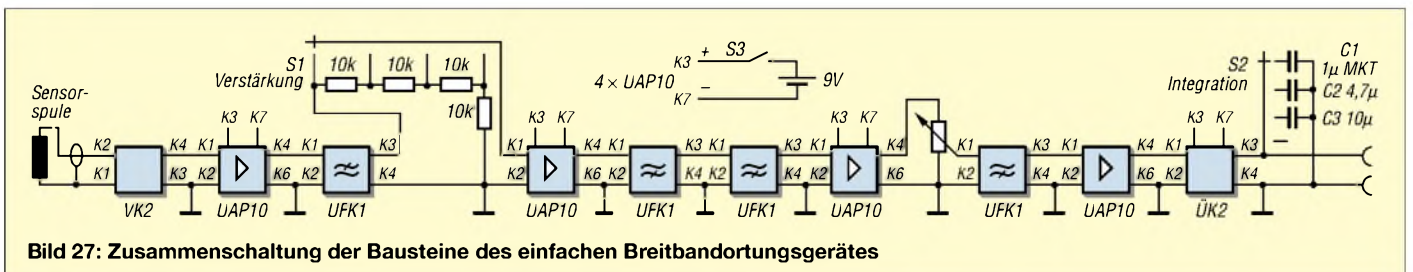 S1
Verstärkung
10k 10k 10k
10k
K3 + S3
4 × UAP10
9V
K7 –
S2
Integration
C1
1µ MKT
C2 4,7µ
C3 10µ
Sensor-
spule
K3 K7 K3 K7 K3 K7 K3 K7
K2 K4 K1 K4 K1 K3 K1 K4 K1 K3 K1 K3 K1 K4 K1 K3 K1 K4 K1 K3
K1 K3 K2 K6 K2 K4 K2 K6 K2 K4 K2 K4 K2 K6 K2 K4 K2 K6 K2 K4
VK2 UAP10 UFK1 UAP10 UFK1 UFK1 UAP10 UFK1 UAP10 ÜK2
Bild 27: Zusammenschaltung der Bausteine des einfachen Breitbandortungsgerätes